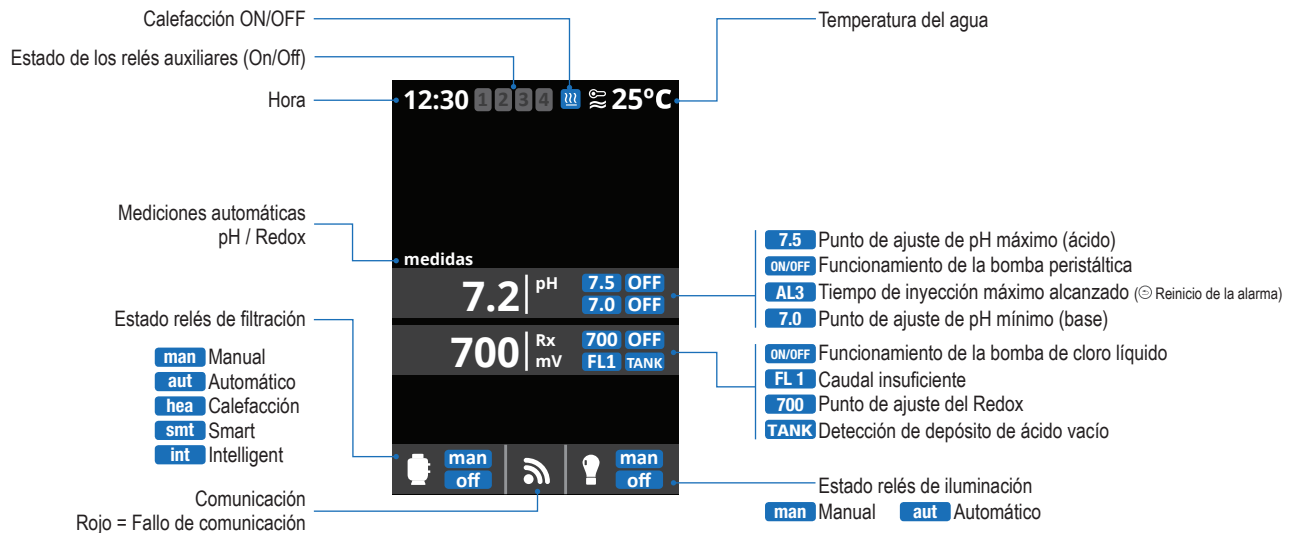 Calefacción ON/OFF
Temperatura del agua
Estado de los relés auxiliares (On/Off)
Hora
12:30 1 2 3 4 25ºC
Mediciones automáticas
pH / Redox
medidas
7.2 pH 7.5 OFF
7.0 OFF
700 Rx mV 700 OFF
FL1 TANK
7.5 Punto de ajuste de pH máximo (ácido)
ON/OFF Funcionamiento de la bomba peristáltica
AL3 Tiempo de inyección máximo alcanzado (⊝ Reinicio de la alarma)
7.0 Punto de ajuste de pH mínimo (base)
ON/OFF Funcionamiento de la bomba de cloro líquido
FL 1 Caudal insuficiente
700 Punto de ajuste del Redox
TANK Detección de depósito de ácido vacío
Estado relés de filtración
man Manual
aut Automático
hea Calefacción
smt Smart
int Intelligent
man
off
man
off
Comunicación
Rojo = Fallo de comunicación
Estado relés de iluminación
man Manual aut Automático